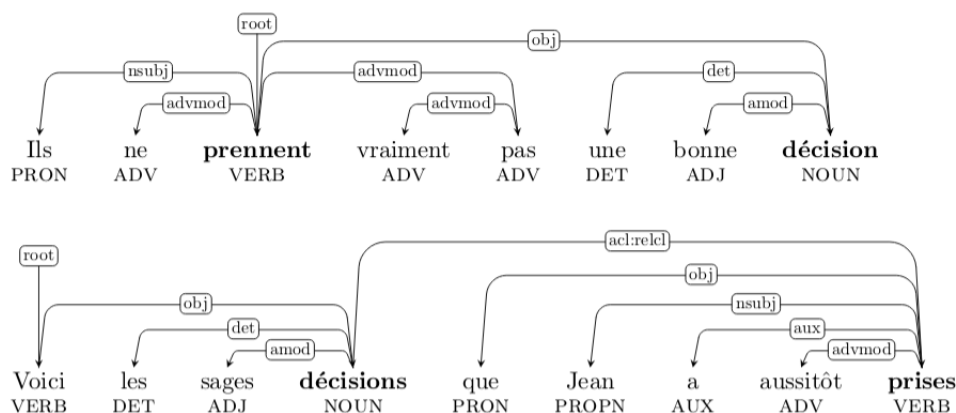 root
obj
nsubj advmod det
advmod advmod amod
Ils ne prennent vraiment pas une bonne décision
PRON ADV VERB ADV ADV DET ADJ NOUN
acl:relcl
root
obj
obj nsubj
det aux
amod advmod
Voici les sages décisions que Jean a aussitôt prises
VERB DET ADJ NOUN PRON PROPN AUX ADV VERB